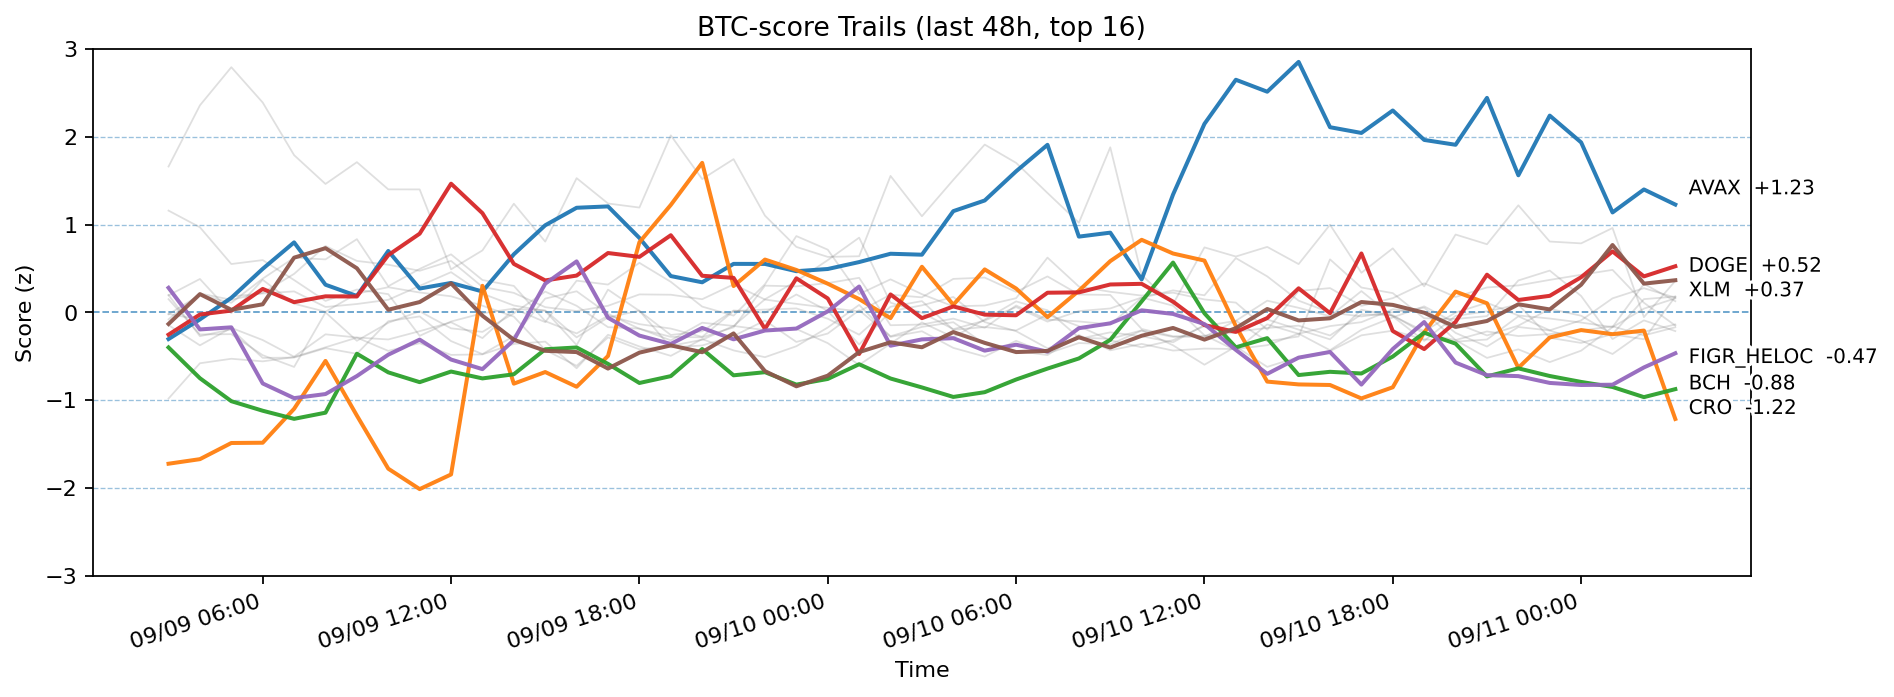 BTC-score Trails (last 48h, top 16)
Score (z)
3
2
1
0
−1
−2
−3
AVAX +1.23
DOGE +0.52
XLM +0.37
FIGR_HELOC -0.47
BCH -0.88
CRO -1.22
09/09 06:00
09/09 12:00
09/09 18:00
09/10 00:00
09/10 06:00
09/10 12:00
09/10 18:00
09/11 00:00
Time